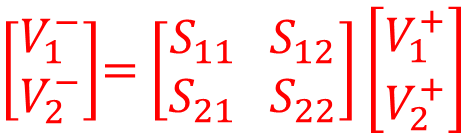 [V₁⁻ V₂⁻] = [S₁₁ S₁₂ S₂₁ S₂₂] [V₁⁺ V₂⁺]